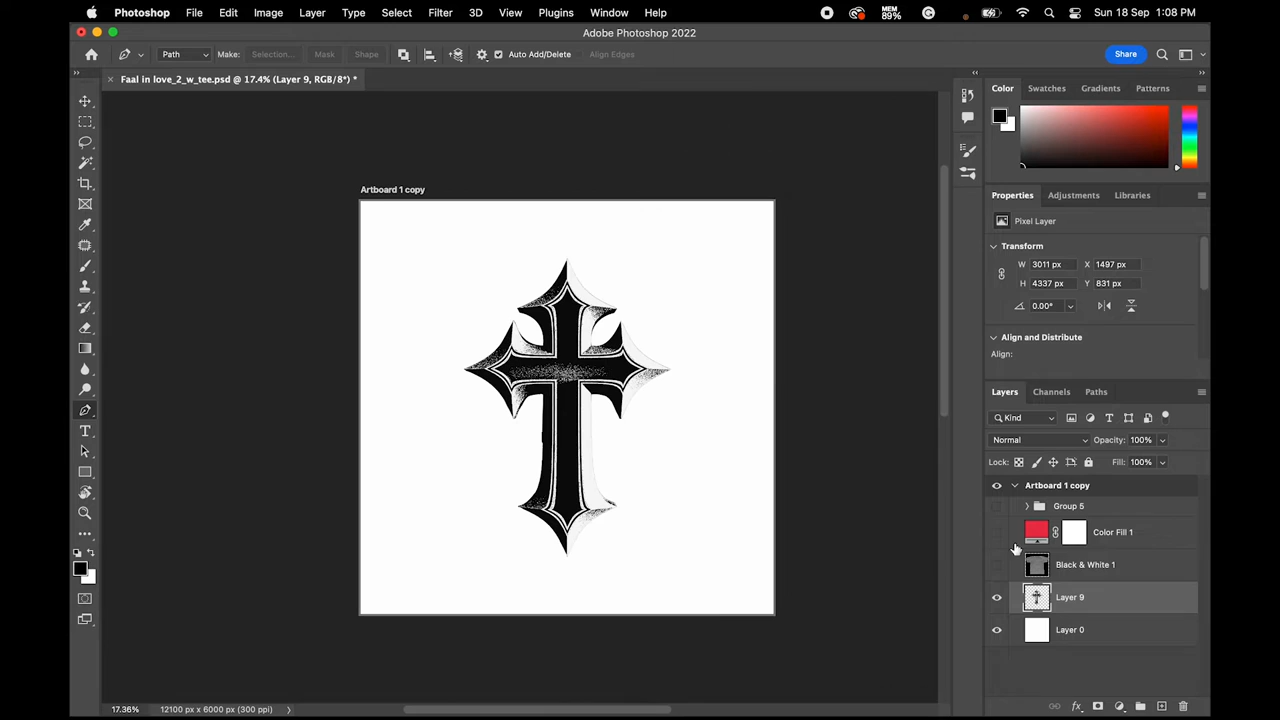 Photoshop File Edit Image Layer Type Select Filter 3D View Plugins Window Help MEM 89% Sun 18 Sep 1:08 PM
Adobe Photoshop 2022
Path Make: Selection... Mask Shape Auto Add/Delete Align Edges Share
× Faal in love_2_w_tee.psd @ 17.4% (Layer 9, RGB/8*) *
Color Swatches Gradients Patterns
Artboard 1 copy
Properties Adjustments Libraries
Pixel Layer
Transform
W 3011 px X 1497 px
H 4337 px Y 831 px
0.00°
Align and Distribute
Align:
Layers Channels Paths
Kind
Normal Opacity: 100%
Lock: Fill: 100%
Artboard 1 copy
Group 5
Color Fill 1
Black & White 1
Layer 9
Layer 0
17.36% 12100 px x 6000 px (300 ppi)